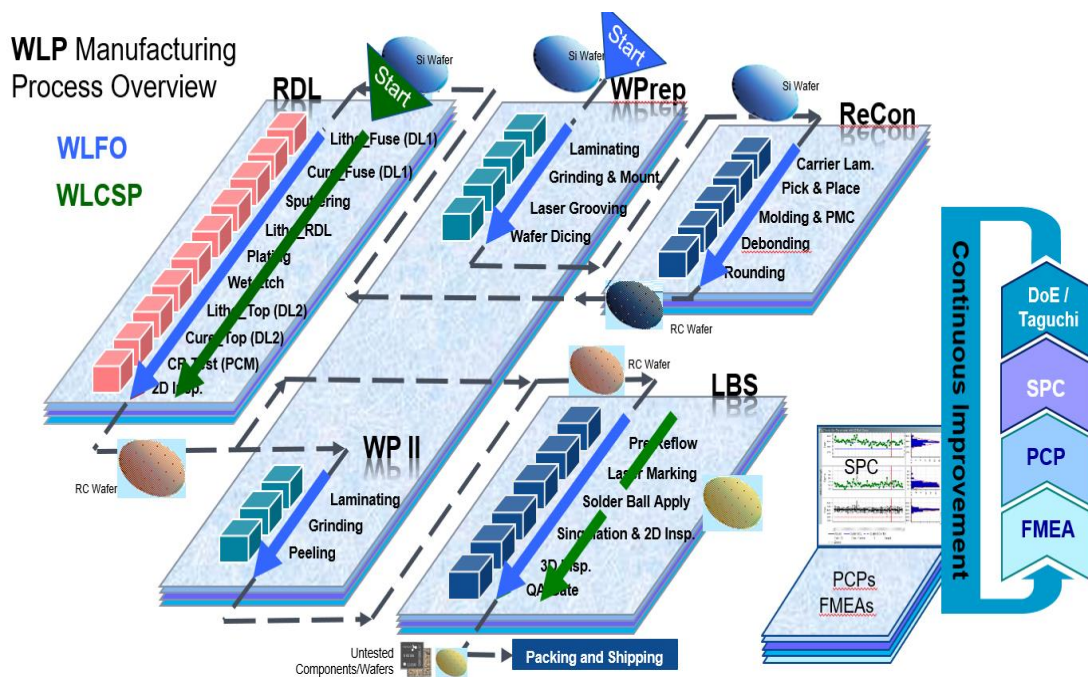 WLP Manufacturing
Process Overview
WLFO
WLCSP
Si Wafer
Start
RDL
Litho_Fuse (DL1)
Cure_Fuse (DL1)
Sputtering
Litho_RDL
Plating
Wet Etch
Litho_Top (DL2)
Cure_Top (DL2)
CP Test (PCM)
2D Insp.
RC Wafer
Si Wafer
Start
WPrep
Laminating
Grinding & Mount
Laser Grooving
Wafer Dicing
Si Wafer
ReCon
Carrier Lam.
Pick & Place
Molding & PMC
Debonding
Rounding
RC Wafer
WP II
Laminating
Grinding
Peeling
RC Wafer
LBS
Pre Reflow
Laser Marking
Solder Ball Apply
Singulation & 2D Insp.
3D Insp.
QA Gate
Untested
Components/Wafers
Packing and Shipping
SPC
PCPs
FMEAs
Continuous Improvement
DoE /
Taguchi
SPC
PCP
FMEA